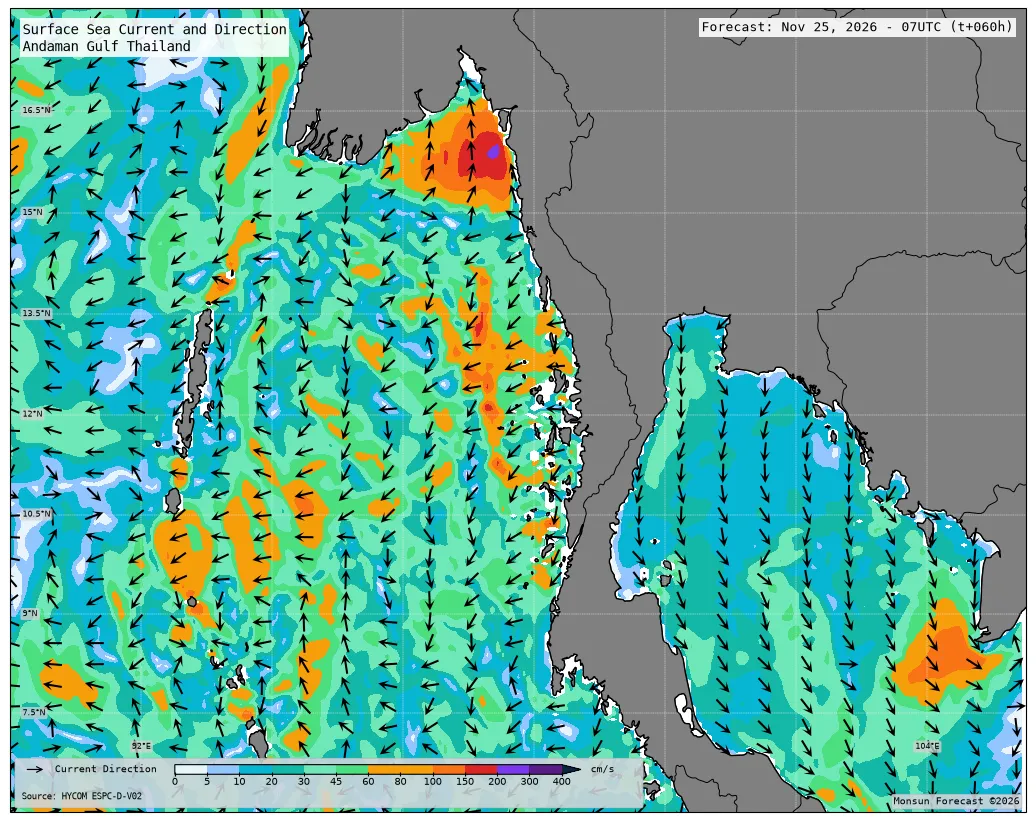 Surface Sea Current and Direction
Andaman Gulf Thailand
Forecast: Nov 25, 2026 - 07UTC (t+060h)
16.5°N
15°N
13.5°N
12°N
10.5°N
9°N
7.5°N
92°E
104°E
Current Direction
0 5 10 20 30 45 60 80 100 150 200 300 400 cm/s
Source: HYCOM ESPC-D-V02
Monsun Forecast ©2026